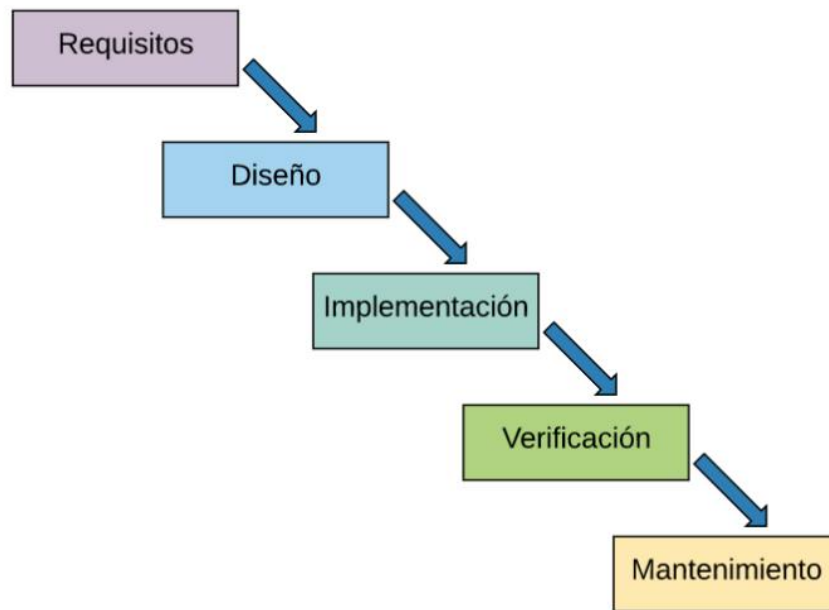 Requisitos
Diseño
Implementación
Verificación
Mantenimiento